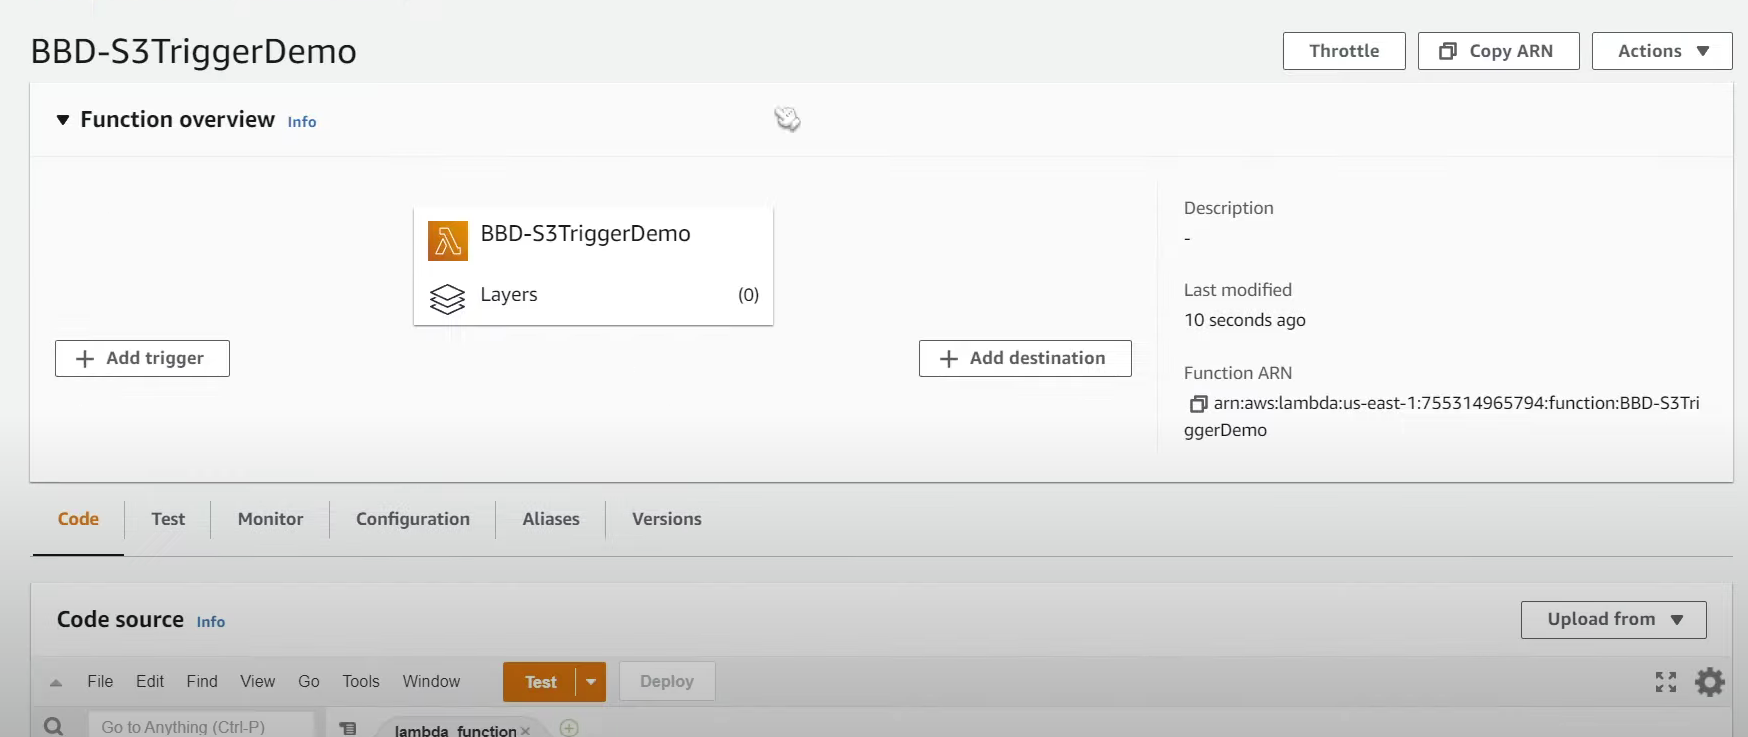 BBD-S3TriggerDemo
Throttle
Copy ARN
Actions
Function overview Info
BBD-S3TriggerDemo
Layers (0)
Add trigger
Add destination
Description
-
Last modified
10 seconds ago
Function ARN
arn:aws:lambda:us-east-1:755314965794:function:BBD-S3Tri
ggerDemo
Code Test Monitor Configuration Aliases Versions
Code source Info
Upload from
File Edit Find View Go Tools Window Test Deploy
Go to Anything (Ctrl-P) lambda_function